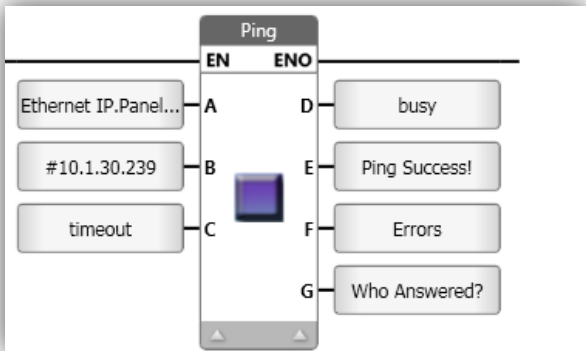 Ping
EN ENO
Ethernet IP.Panel... A D busy
#10.1.30.239 B E Ping Success!
timeout C F Errors
G Who Answered?